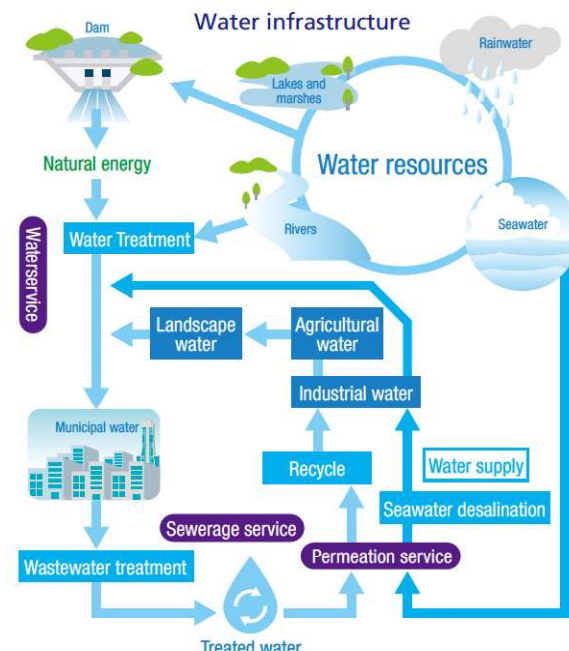 Water infrastructure
Dam
Rainwater
Lakes and
marshes
Natural energy
Water resources
Seawater
Rivers
Waterservice
Water Treatment
Landscape
water
Agricultural
water
Industrial water
Municipal water
Recycle
Water supply
Seawater desalination
Sewerage service
Permeation service
Wastewater treatment
Treated water